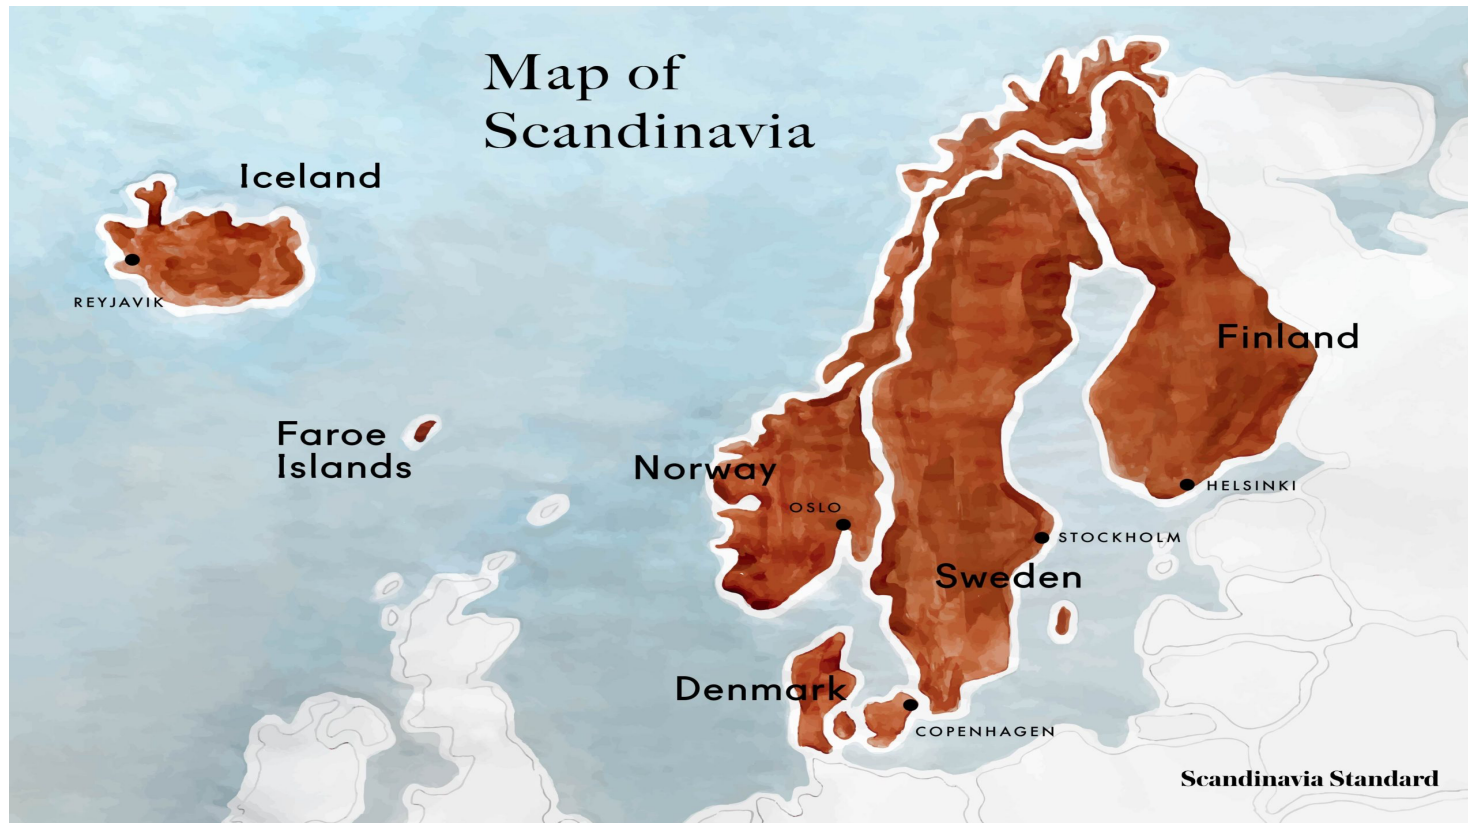 Map of
Scandinavia
Iceland
REYJAVIK
Finland
Faroe
Islands
Norway
OSLO
HELSINKI
STOCKHOLM
Sweden
Denmark
COPENHAGEN
Scandinavia Standard